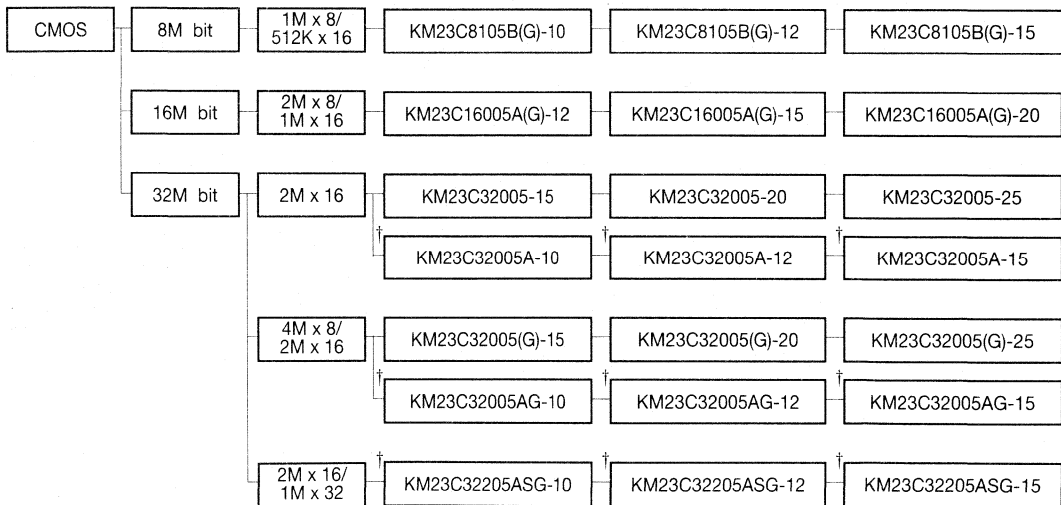 CMOS
8M bit
1M x 8/
512K x 16
KM23C8105B(G)-10
KM23C8105B(G)-12
KM23C8105B(G)-15
16M bit
2M x 8/
1M x 16
KM23C16005A(G)-12
KM23C16005A(G)-15
KM23C16005A(G)-20
32M bit
2M x 16
KM23C32005-15
KM23C32005-20
KM23C32005-25
† KM23C32005A-10
† KM23C32005A-12
† KM23C32005A-15
4M x 8/
2M x 16
KM23C32005(G)-15
KM23C32005(G)-20
KM23C32005(G)-25
† KM23C32005AG-10
† KM23C32005AG-12
† KM23C32005AG-15
2M x 16/
1M x 32
† KM23C32205ASG-10
† KM23C32205ASG-12
† KM23C32205ASG-15